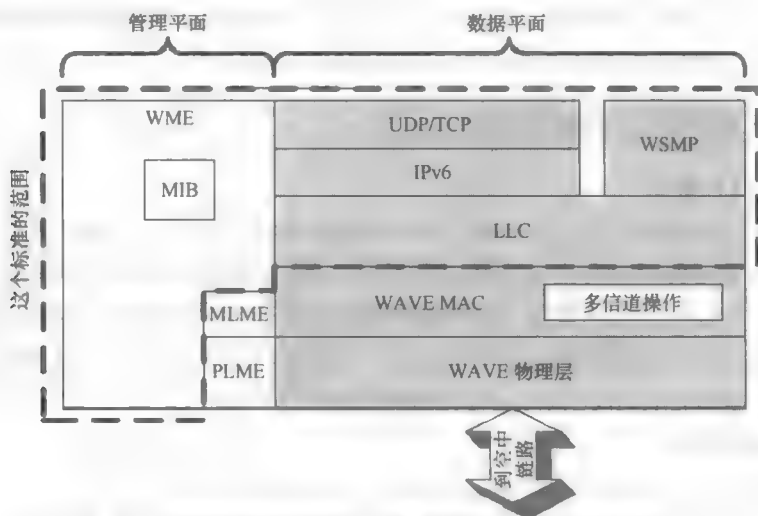 管理平面
数据平面
这个标准的范围
WME
UDP/TCP
WSMP
MIB
IPv6
LLC
MLME
WAVE MAC
多信道操作
PLME
WAVE 物理层
到空中
链路